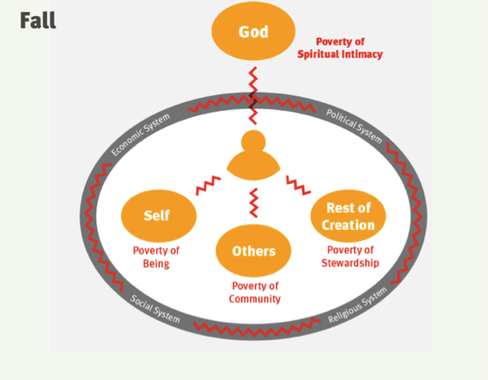 Fall
God
Poverty of
Spiritual Intimacy
Economic System
Political System
Self
Rest of
Creation
Others
Poverty of
Being
Poverty of
Stewardship
Poverty of
Community
Social System
Religious System